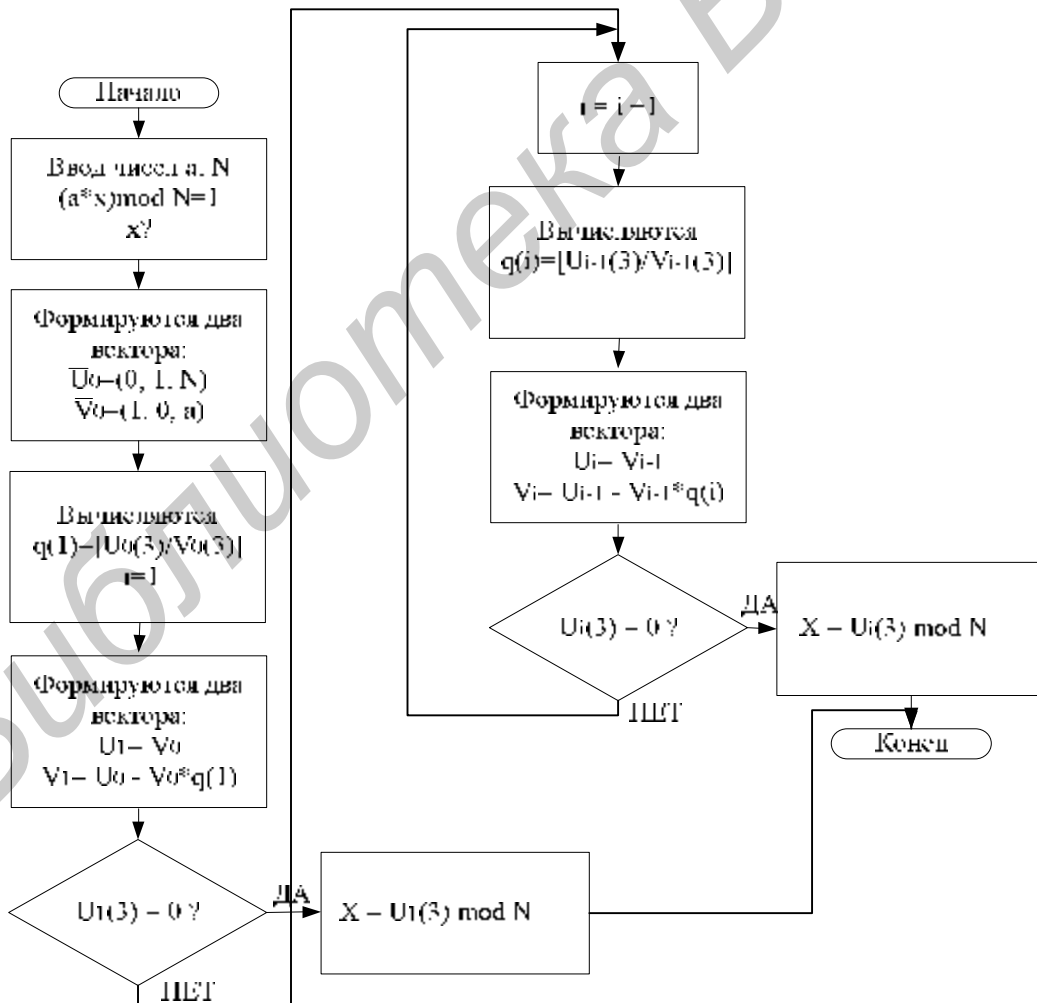 Начало
Ввод чисел a, N
(a*x)mod N=1
x?
Формируются два
вектора:
U0=(0, 1, N)
V0=(1, 0, a)
Вычисляются
q(1)=[U0(3)/V0(3)]
i=1
Формируются два
вектора:
U1= V0
V1= U0 - V0*q(1)
U1(3) = 0 ?
ДА
НЕТ
X = U1(3) mod N
i = i +1
Вычисляются
q(i)=[Ui-1(3)/Vi-1(3)]
Формируются два
вектора:
Ui= Vi-1
Vi= Ui-1 - Vi-1*q(i)
Ui(3) = 0 ?
ДА
НЕТ
X = Ui(3) mod N
Конец
Библиотека Б